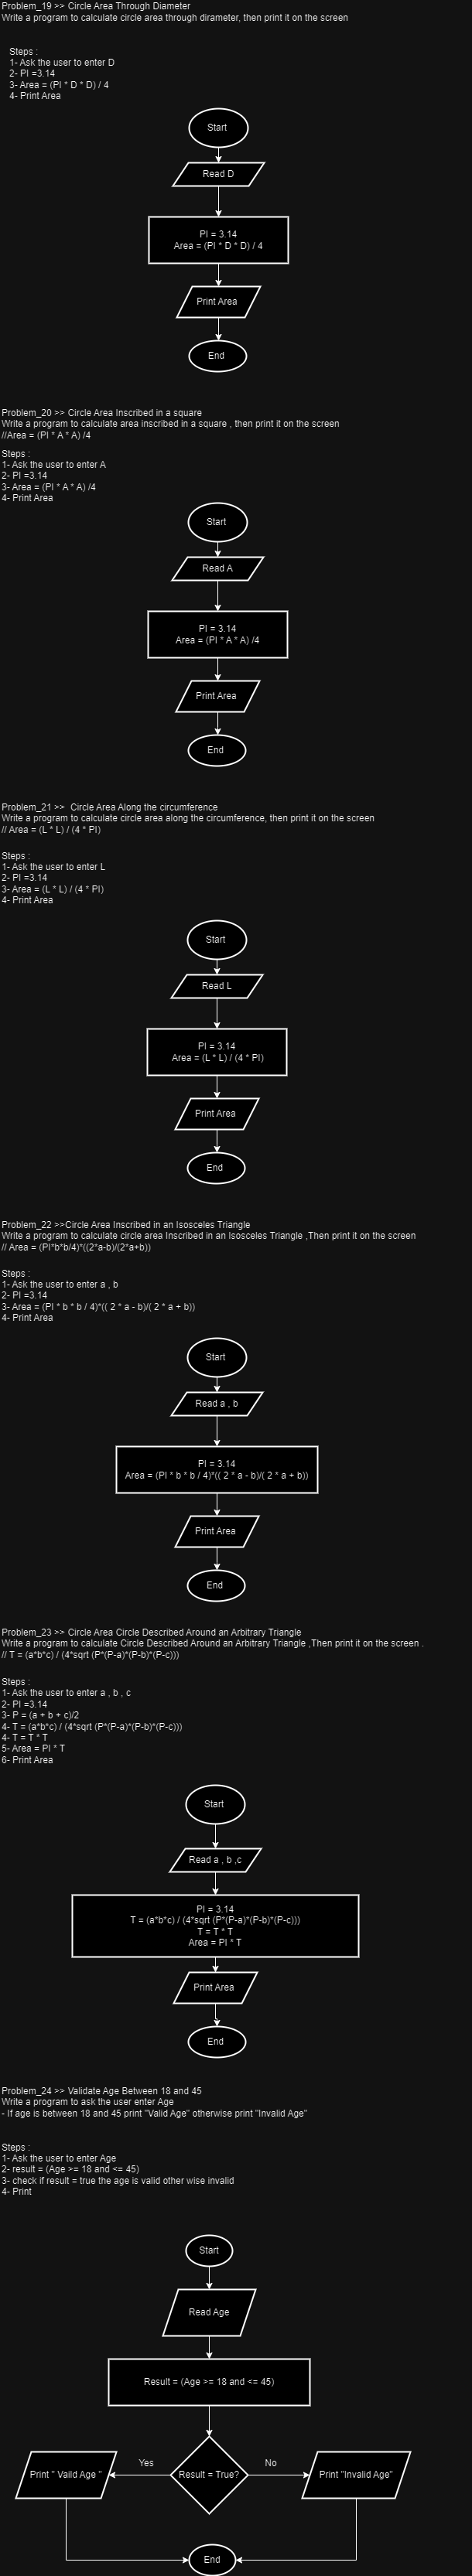 Problem_19 >> Circle Area Through Diameter
Write a program to calculate circle area through dirameter, then print it on the screen
Steps :
1- Ask the user to enter D
2- PI =3.14
3- Area = (PI * D * D) / 4
4- Print Area
Start
Read D
PI = 3.14
Area = (PI * D * D) / 4
Print Area
End
Problem_20 >> Circle Area Inscribed in a square
Write a program to calculate area inscribed in a square , then print it on the screen
//Area = (PI * A * A) /4
Steps :
1- Ask the user to enter A
2- PI =3.14
3- Area = (PI * A * A) /4
4- Print Area
Start
Read A
PI = 3.14
Area = (PI * A * A) /4
Print Area
End
Problem_21 >>  Circle Area Along the circumference
Write a program to calculate circle area along the circumference, then print it on the screen
// Area = (L * L) / (4 * PI)
Steps :
1- Ask the user to enter L
2- PI =3.14
3- Area = (L * L) / (4 * PI)
4- Print Area
Start
Read L
PI = 3.14
Area = (L * L) / (4 * PI)
Print Area
End
Problem_22 >>Circle Area Inscribed in an Isosceles Triangle
Write a program to calculate circle area Inscribed in an Isosceles Triangle ,Then print it on the screen
// Area = (PI*b*b/4)*((2*a-b)/(2*a+b))
Steps :
1- Ask the user to enter a , b
2- PI =3.14
3- Area = (PI * b * b / 4)*(( 2 * a - b)/( 2 * a + b))
4- Print Area
Start
Read a , b
PI = 3.14
Area = (PI * b * b / 4)*(( 2 * a - b)/( 2 * a + b))
Print Area
End
Problem_23 >> Circle Area Circle Described Around an Arbitrary Triangle
Write a program to calculate Circle Described Around an Arbitrary Triangle ,Then print it on the screen .
// T = (a*b*c) / (4*sqrt (P*(P-a)*(P-b)*(P-c)))
Steps :
1- Ask the user to enter a , b , c
2- PI =3.14
3- P = (a + b + c)/2
4- T = (a*b*c) / (4*sqrt (P*(P-a)*(P-b)*(P-c)))
4- T = T * T
5- Area = PI * T
6- Print Area
Start
Read a , b ,c
PI = 3.14
T = (a*b*c) / (4*sqrt (P*(P-a)*(P-b)*(P-c)))
T = T * T
Area = PI * T
Print Area
End
Problem_24 >> Validate Age Between 18 and 45
Write a program to ask the user enter Age
- If age is between 18 and 45 print "Valid Age" otherwise print "Invalid Age"
Steps :
1- Ask the user to enter Age
2- result = (Age >= 18 and <= 45)
3- check if result = true the age is valid other wise invalid
4- Print
Start
Read Age
Result = (Age >= 18 and <= 45)
Yes
No
Print " Vaild Age "
Result = True?
Print "Invalid Age"
End